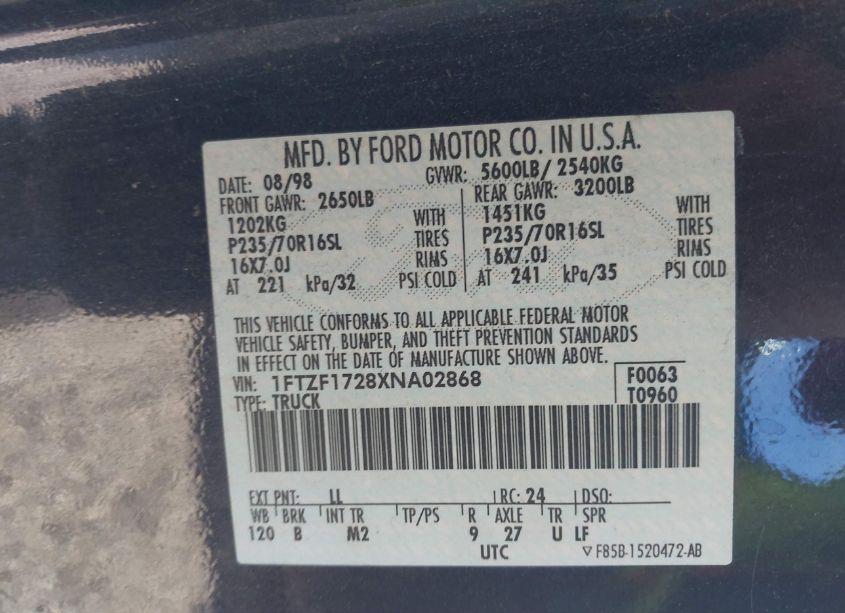 MFD. BY FORD MOTOR CO. IN U.S.A.
DATE: 08/98 GVWR: 5600LB/ 2540KG
FRONT GAWR: 2650LB REAR GAWR: 3200LB
1202KG WITH 1451KG WITH
P235/70R16SL TIRES P235/70R16SL TIRES
16X7.0J RIMS 16X7.0J RIMS
AT 221 kPa/32 PSI COLD AT 241 kPa/35 PSI COLD
THIS VEHICLE CONFORMS TO ALL APPLICABLE FEDERAL MOTOR
VEHICLE SAFETY, BUMPER, AND THEFT PREVENTION STANDARDS
IN EFFECT ON THE DATE OF MANUFACTURE SHOWN ABOVE.
VIN: 1FTZF1728XNA02868 F0063
TYPE: TRUCK T0960
EXT PNT: LL RC: 24 DSO:
WB BRK INT TR TP/PS R AXLE TR SPR
120 B M2 9 27 U LF
UTC ▽ F85B-1520472-AB